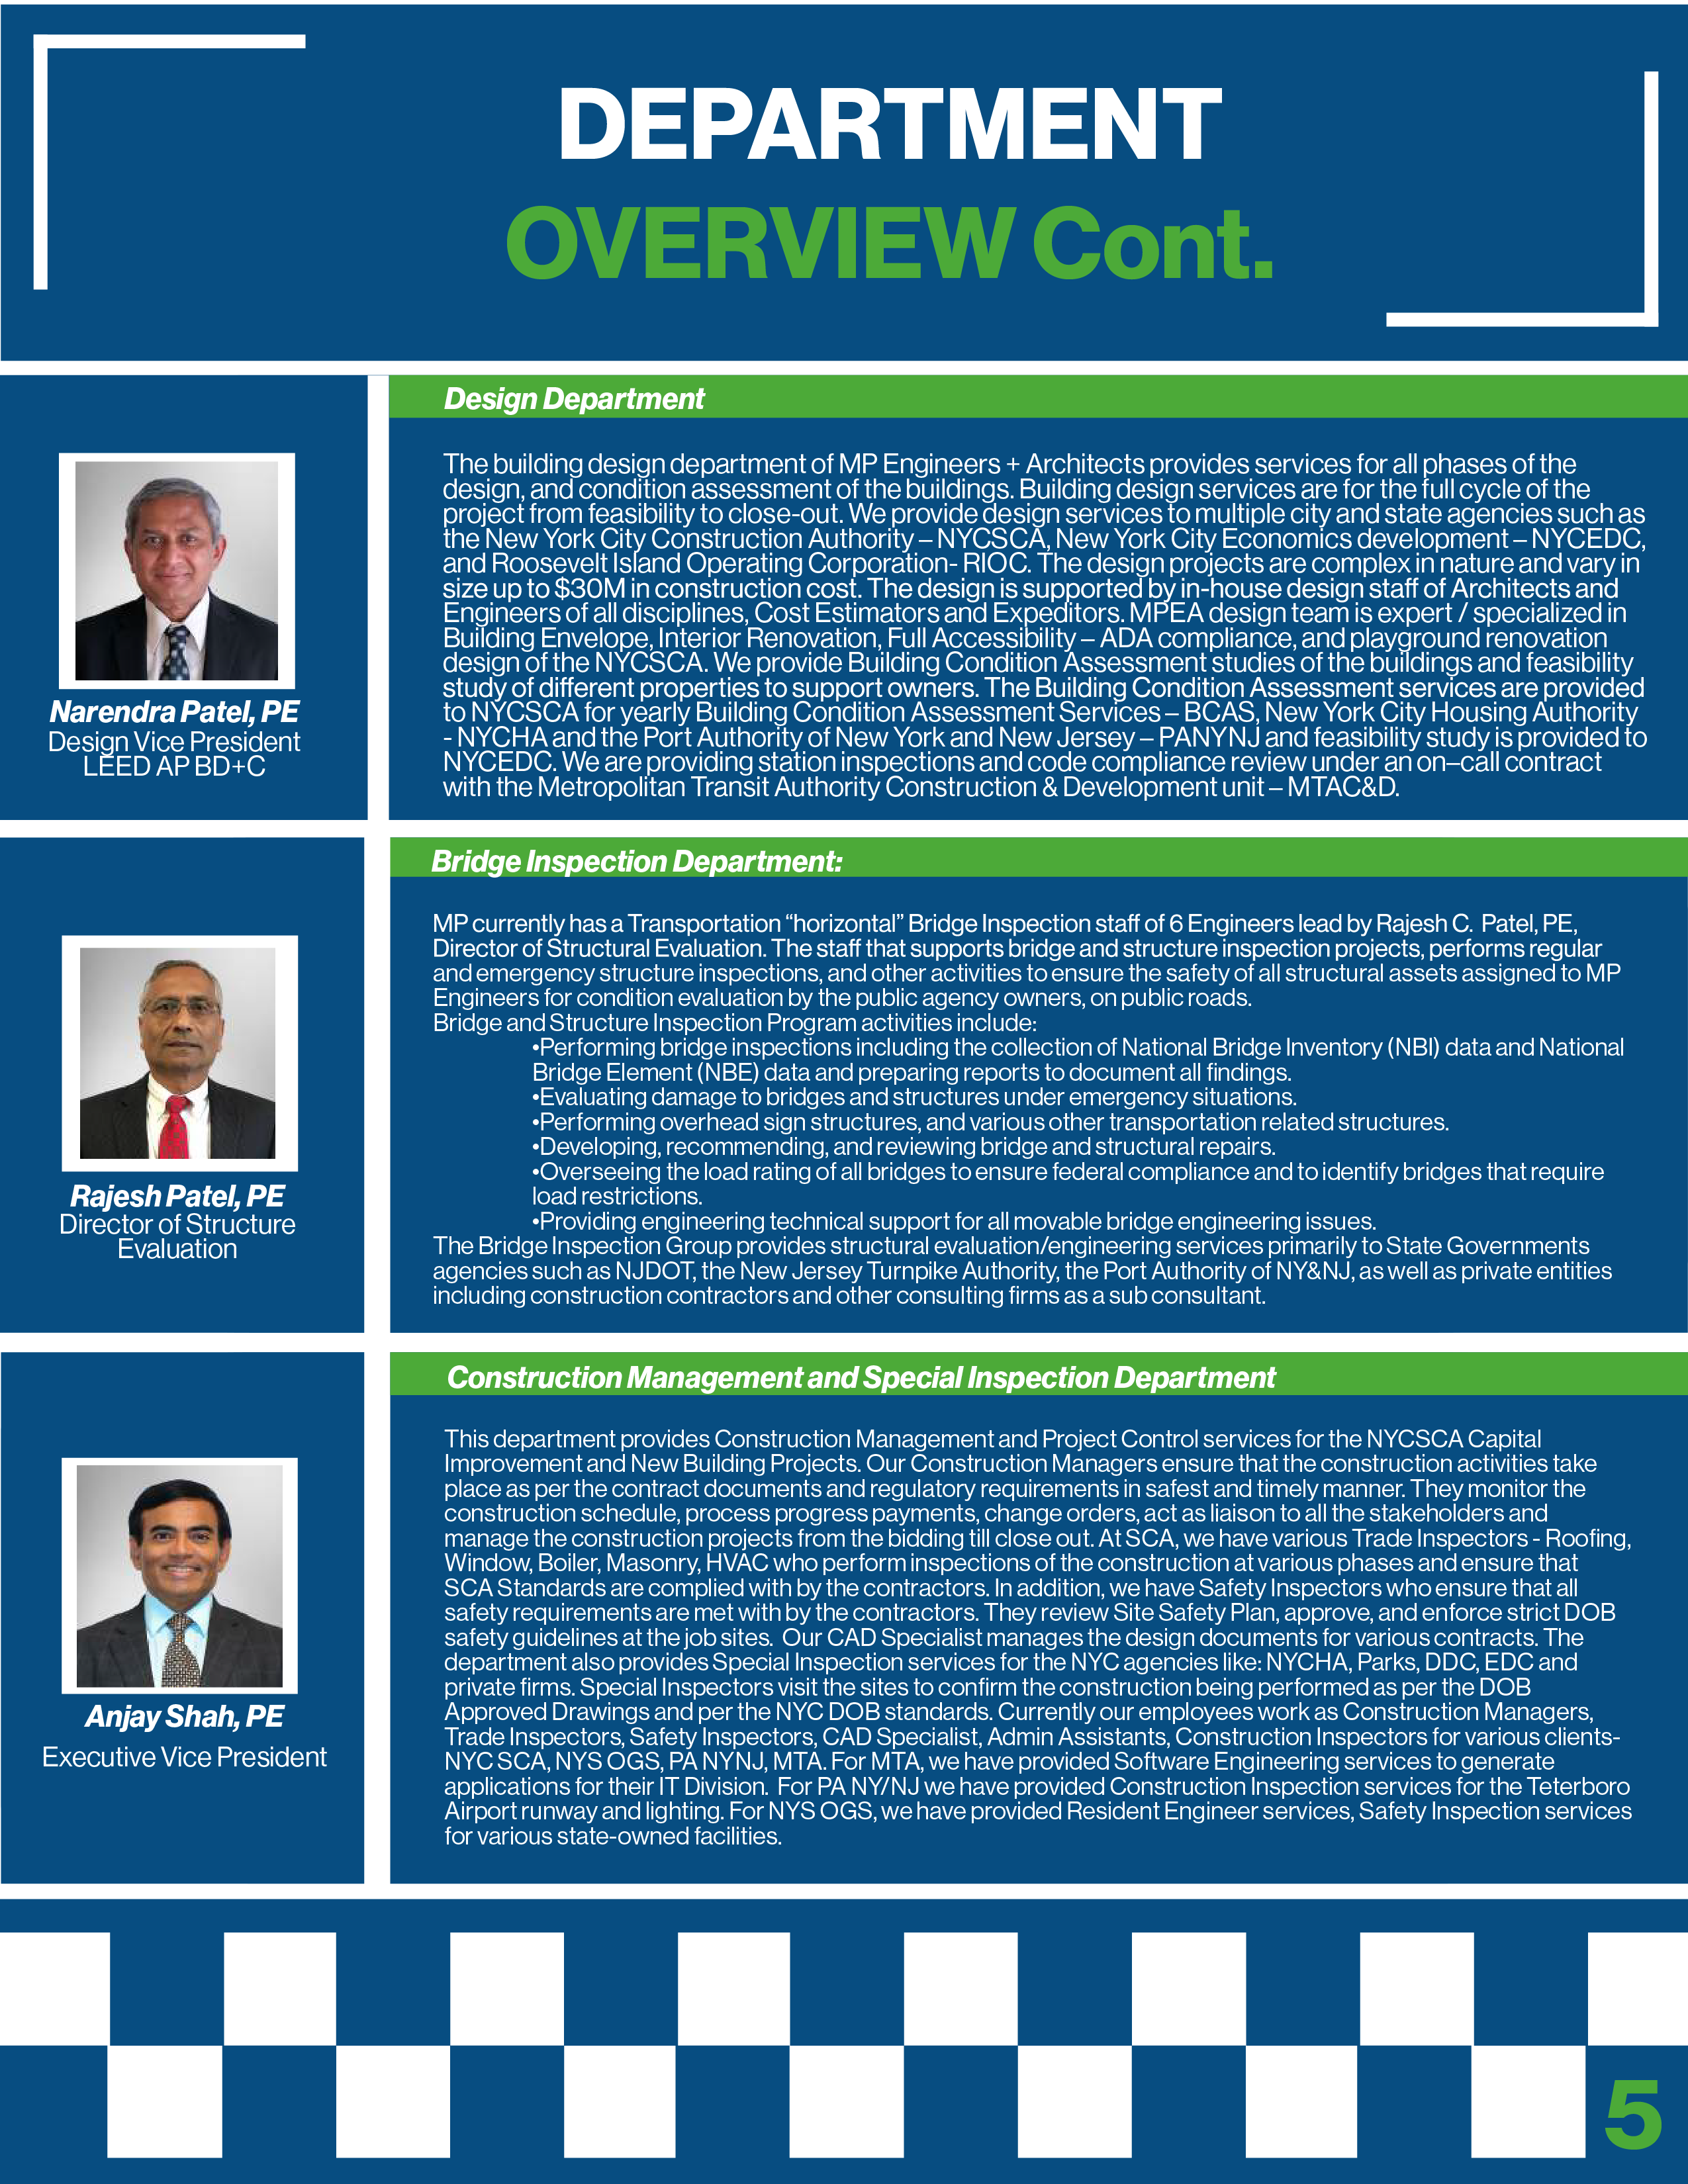 DEPARTMENT
OVERVIEW Cont.
Design Department
The building design department of MP Engineers + Architects provides services for all phases of the
design, and condition assessment of the buildings. Building design services are for the full cycle of the
project from feasibility to close-out. We provide design services to multiple city and state agencies such as
the New York City Construction Authority – NYCSCA, New York City Economics development – NYCEDC,
and Roosevelt Island Operating Corporation- RIOC. The design projects are complex in nature and vary in
size up to $30M in construction cost. The design is supported by in-house design staff of Architects and
Engineers of all disciplines, Cost Estimators and Expeditors. MPEA design team is expert / specialized in
Building Envelope, Interior Renovation, Full Accessibility – ADA compliance, and playground renovation
design of the NYCSCA. We provide Building Condition Assessment studies of the buildings and feasibility
study of different properties to support owners. The Building Condition Assessment services are provided
to NYCSCA for yearly Building Condition Assessment Services – BCAS, New York City Housing Authority
- NYCHA and the Port Authority of New York and New Jersey – PANYNJ and feasibility study is provided to
NYCEDC. We are providing station inspections and code compliance review under an on–call contract
with the Metropolitan Transit Authority Construction & Development unit – MTAC&D.
Narendra Patel, PE
Design Vice President
LEED AP BD+C
Bridge Inspection Department:
MP currently has a Transportation “horizontal” Bridge Inspection staff of 6 Engineers lead by Rajesh C. Patel, PE,
Director of Structural Evaluation. The staff that supports bridge and structure inspection projects, performs regular
and emergency structure inspections, and other activities to ensure the safety of all structural assets assigned to MP
Engineers for condition evaluation by the public agency owners, on public roads.
Bridge and Structure Inspection Program activities include:
•Performing bridge inspections including the collection of National Bridge Inventory (NBI) data and National
Bridge Element (NBE) data and preparing reports to document all findings.
•Evaluating damage to bridges and structures under emergency situations.
•Performing overhead sign structures, and various other transportation related structures.
•Developing, recommending, and reviewing bridge and structural repairs.
•Overseeing the load rating of all bridges to ensure federal compliance and to identify bridges that require
load restrictions.
•Providing engineering technical support for all movable bridge engineering issues.
The Bridge Inspection Group provides structural evaluation/engineering services primarily to State Governments
agencies such as NJDOT, the New Jersey Turnpike Authority, the Port Authority of NY&NJ, as well as private entities
including construction contractors and other consulting firms as a sub consultant.
Rajesh Patel, PE
Director of Structure
Evaluation
Construction Management and Special Inspection Department
This department provides Construction Management and Project Control services for the NYCSCA Capital
Improvement and New Building Projects. Our Construction Managers ensure that the construction activities take
place as per the contract documents and regulatory requirements in safest and timely manner. They monitor the
construction schedule, process progress payments, change orders, act as liaison to all the stakeholders and
manage the construction projects from the bidding till close out. At SCA, we have various Trade Inspectors - Roofing,
Window, Boiler, Masonry, HVAC who perform inspections of the construction at various phases and ensure that
SCA Standards are complied with by the contractors. In addition, we have Safety Inspectors who ensure that all
safety requirements are met with by the contractors. They review Site Safety Plan, approve, and enforce strict DOB
safety guidelines at the job sites. Our CAD Specialist manages the design documents for various contracts. The
department also provides Special Inspection services for the NYC agencies like: NYCHA, Parks, DDC, EDC and
private firms. Special Inspectors visit the sites to confirm the construction being performed as per the DOB
Approved Drawings and per the NYC DOB standards. Currently our employees work as Construction Managers,
Trade Inspectors, Safety Inspectors, CAD Specialist, Admin Assistants, Construction Inspectors for various clients-
NYC SCA, NYS OGS, PA NYNJ, MTA. For MTA, we have provided Software Engineering services to generate
applications for their IT Division. For PA NY/NJ we have provided Construction Inspection services for the Teterboro
Airport runway and lighting. For NYS OGS, we have provided Resident Engineer services, Safety Inspection services
for various state-owned facilities.
Anjay Shah, PE
Executive Vice President
5